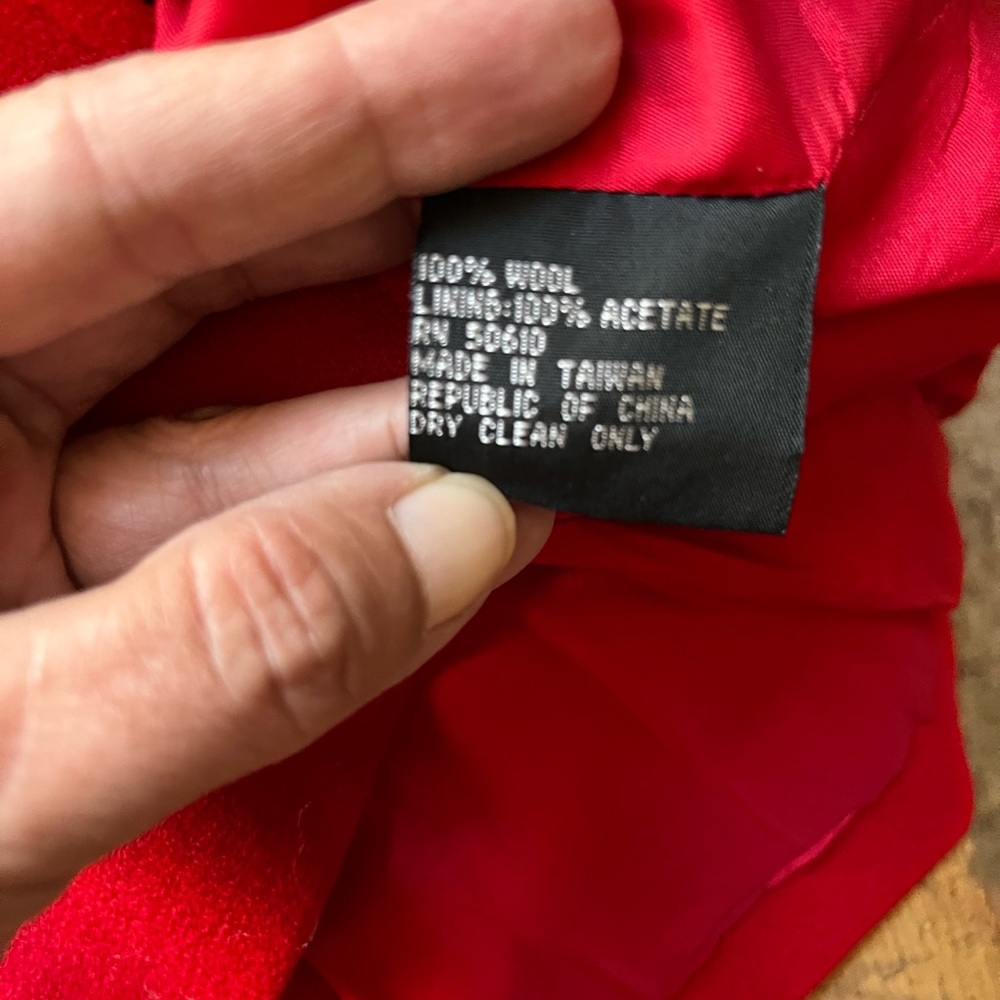 100% WOOL
LINING:100% ACETATE
RN 50610
MADE IN TAIWAN
REPUBLIC OF CHINA
DRY CLEAN ONLY